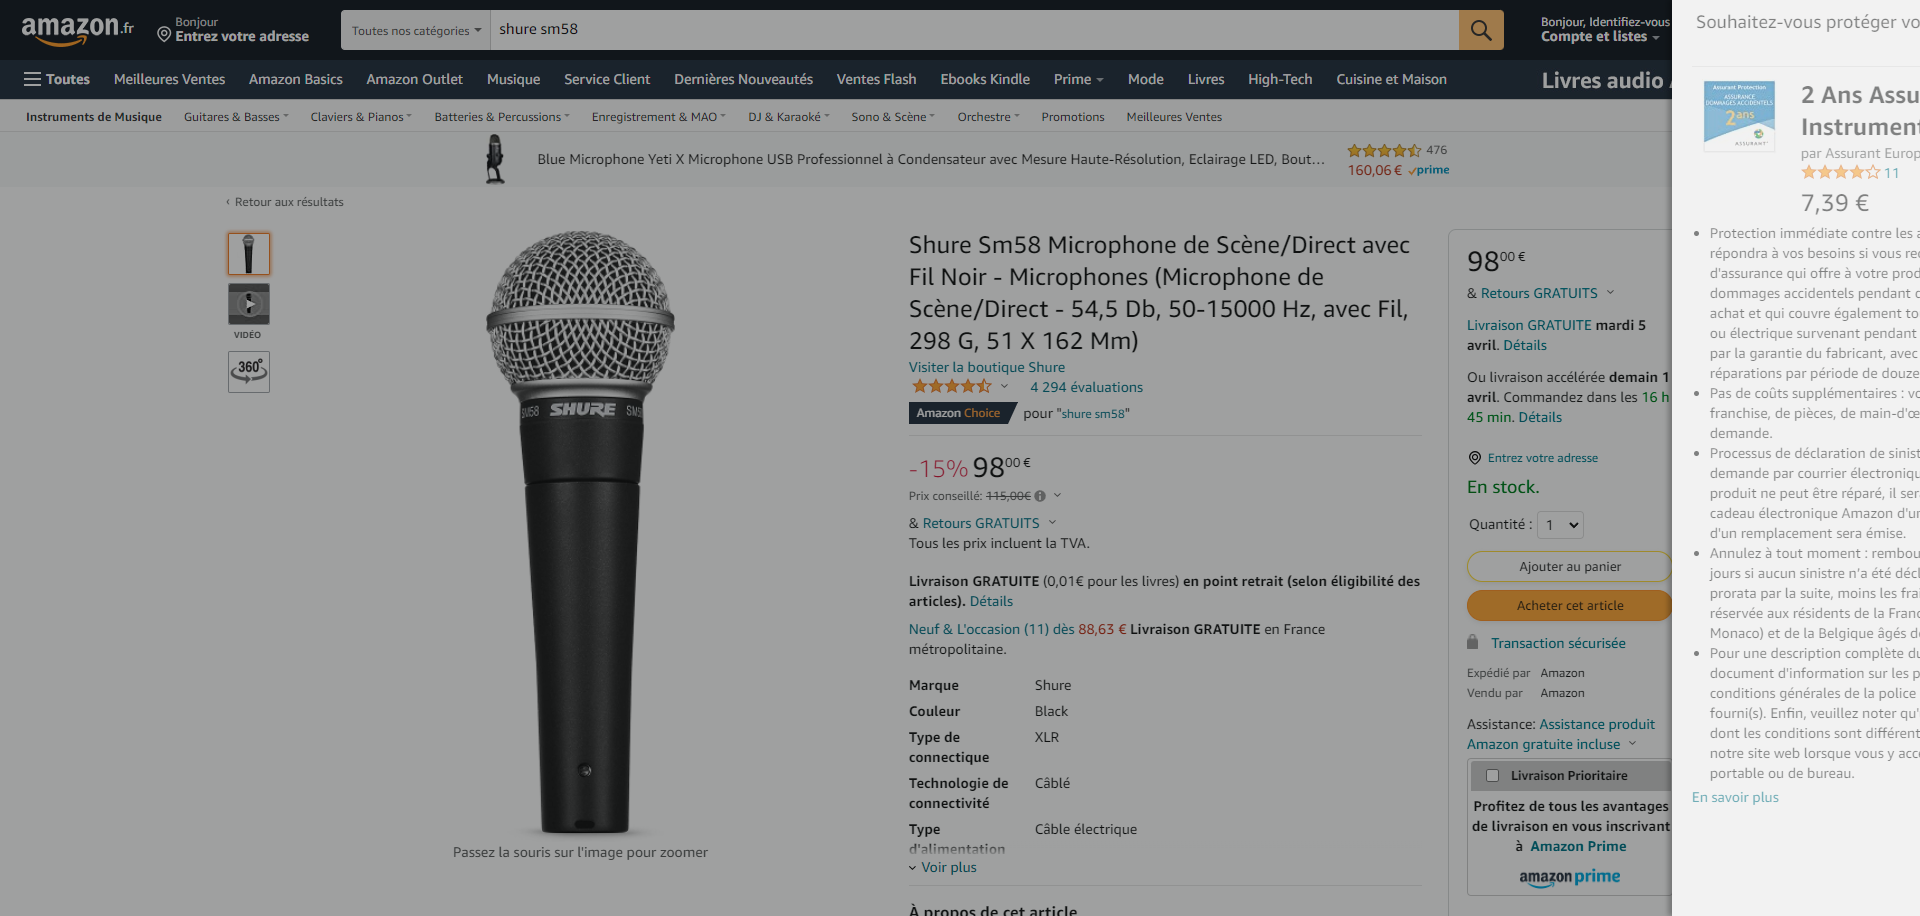 amazon.fr
Bonjour
Entrez votre adresse
Toutes nos catégories
shure sm58
Bonjour, Identifiez-vous
Compte et listes
Toutes
Meilleures Ventes
Amazon Basics
Amazon Outlet
Musique
Service Client
Dernières Nouveautés
Ventes Flash
Ebooks Kindle
Prime
Mode
Livres
High-Tech
Cuisine et Maison
Livres audio
Instruments de Musique
Guitares & Basses
Claviers & Pianos
Batteries & Percussions
Enregistrement & MAO
DJ & Karaoké
Sono & Scène
Orchestre
Promotions
Meilleures Ventes
Blue Microphone Yeti X Microphone USB Professionnel à Condensateur avec Mesure Haute-Résolution, Eclairage LED, Bout...
476
160,06 € prime
‹ Retour aux résultats
VIDÉO
360°
SM58 SHURE SM58
Passez la souris sur l'image pour zoomer
Shure Sm58 Microphone de Scène/Direct avec
Fil Noir - Microphones (Microphone de
Scène/Direct - 54,5 Db, 50-15000 Hz, avec Fil,
298 G, 51 X 162 Mm)
Visiter la boutique Shure
4 294 évaluations
Amazon Choice pour "shure sm58"
-15% 98,00 €
Prix conseillé: 115,00€
& Retours GRATUITS
Tous les prix incluent la TVA.
Livraison GRATUITE (0,01€ pour les livres) en point retrait (selon éligibilité des
articles). Détails
Neuf & L'occasion (11) dès 88,63 € Livraison GRATUITE en France
métropolitaine.
Marque Shure
Couleur Black
Type de
connectique XLR
Technologie de
connectivité Câblé
Type
d'alimentation Câble électrique
Voir plus
À propos de cet article
98,00 €
& Retours GRATUITS
Livraison GRATUITE mardi 5
avril. Détails
Ou livraison accélérée demain 1
avril. Commandez dans les 16 h
45 min. Détails
Entrez votre adresse
En stock.
Quantité : 1
Ajouter au panier
Acheter cet article
Transaction sécurisée
Expédié par Amazon
Vendu par Amazon
Assistance: Assistance produit
Amazon gratuite incluse
Livraison Prioritaire
Profitez de tous les avantages
de livraison en vous inscrivant
à Amazon Prime
amazon prime
Souhaitez-vous protéger vo
Assurant Protection
ASSURANCE
DOMMAGES ACCIDENTELS
2 ans
ASSURANT
2 Ans Assu
Instrument
par Assurant Europ
11
7,39 €
• Protection immédiate contre les a
répondra à vos besoins si vous re
d'assurance qui offre à votre prod
dommages accidentels pendant
achat et qui couvre également to
ou électrique survenant pendant
par la garantie du fabricant, avec
réparations par période de douze
• Pas de coûts supplémentaires : vo
franchise, de pièces, de main-d'œ
demande.
• Processus de déclaration de sinist
demande par courrier électroniqu
produit ne peut être réparé, il ser
cadeau électronique Amazon d'un
d'un remplacement sera émise.
• Annulez à tout moment : rembou
jours si aucun sinistre n'a été décl
prorata par la suite, moins les frai
réservée aux résidents de la Franc
Monaco) et de la Belgique âgés d
• Pour une description complète du
document d'information sur les p
conditions générales de la police
fourni(s). Enfin, veuillez noter qu'
dont les conditions sont différent
notre site web lorsque vous y acc
portable ou de bureau.
En savoir plus